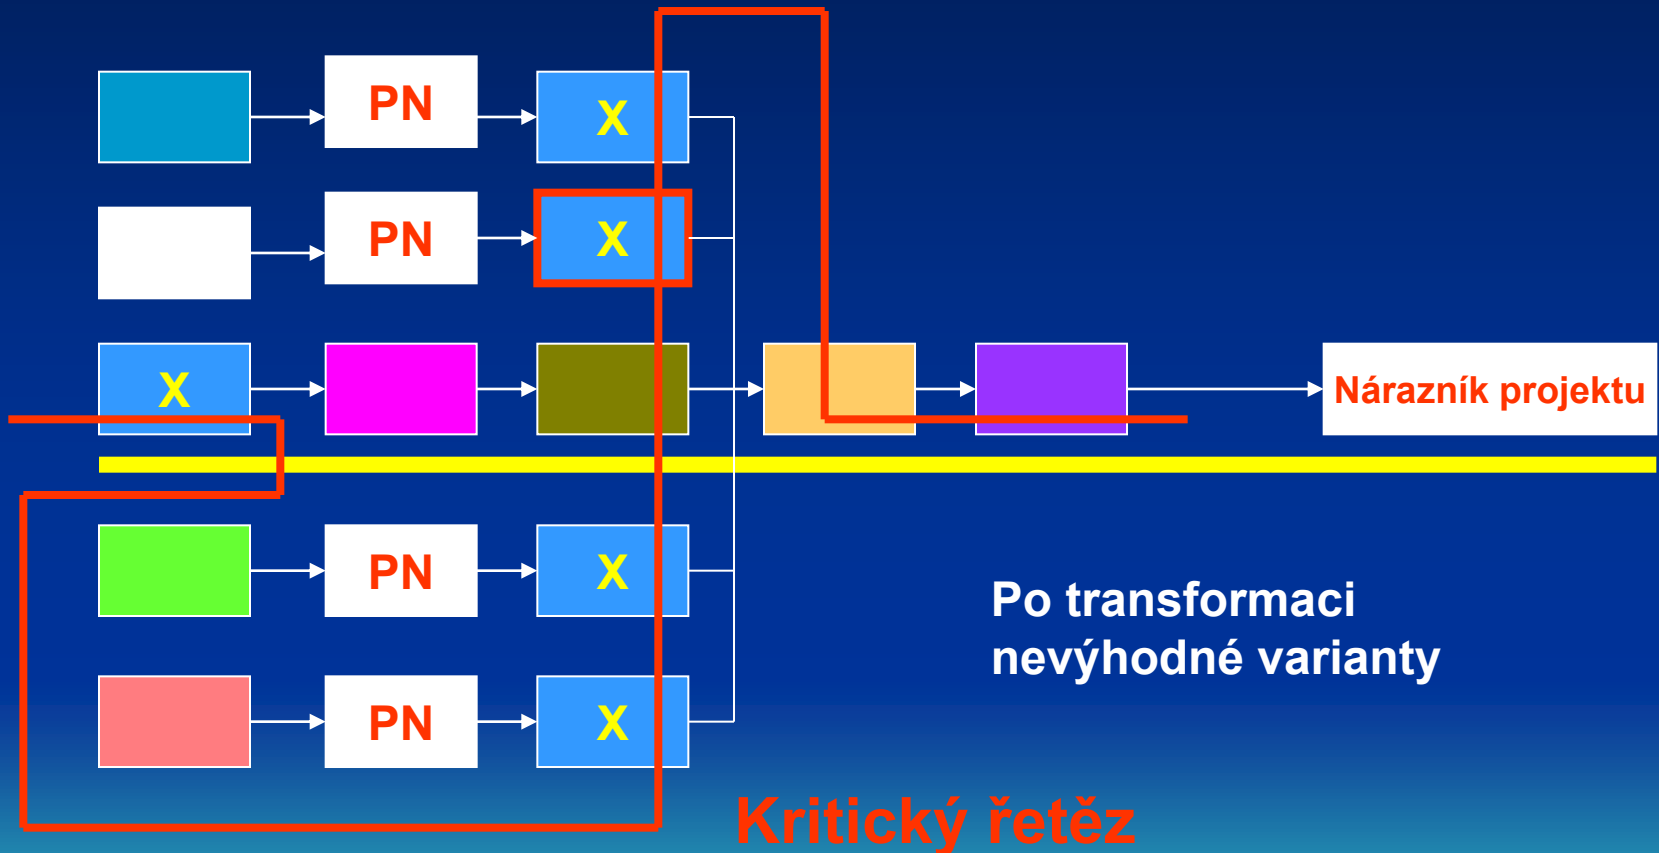 PN X
PN X
X Nárazník projektu
PN X
Po transformaci
nevýhodné varianty
PN X
Kritický řetěz